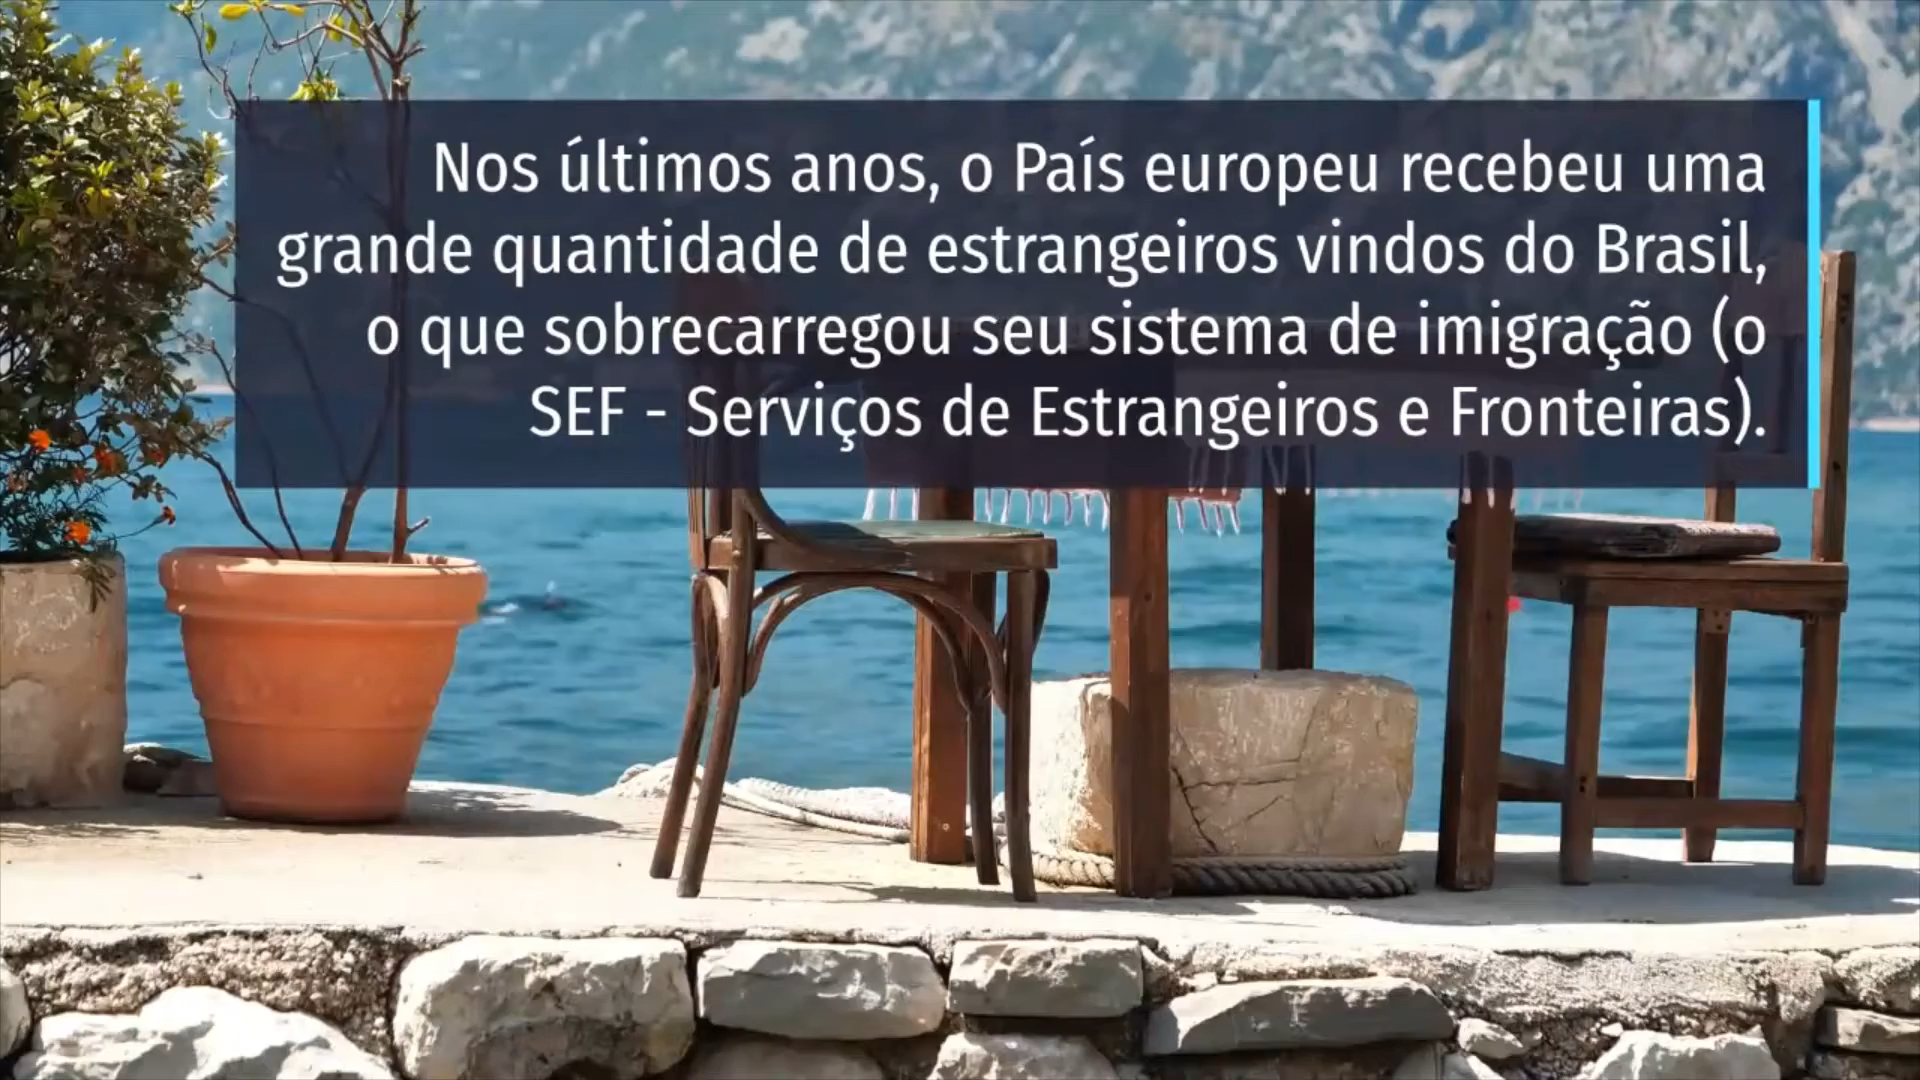 Nos últimos anos, o País europeu recebeu uma
grande quantidade de estrangeiros vindos do Brasil,
o que sobrecarregou seu sistema de imigração (o
SEF - Serviços de Estrangeiros e Fronteiras).